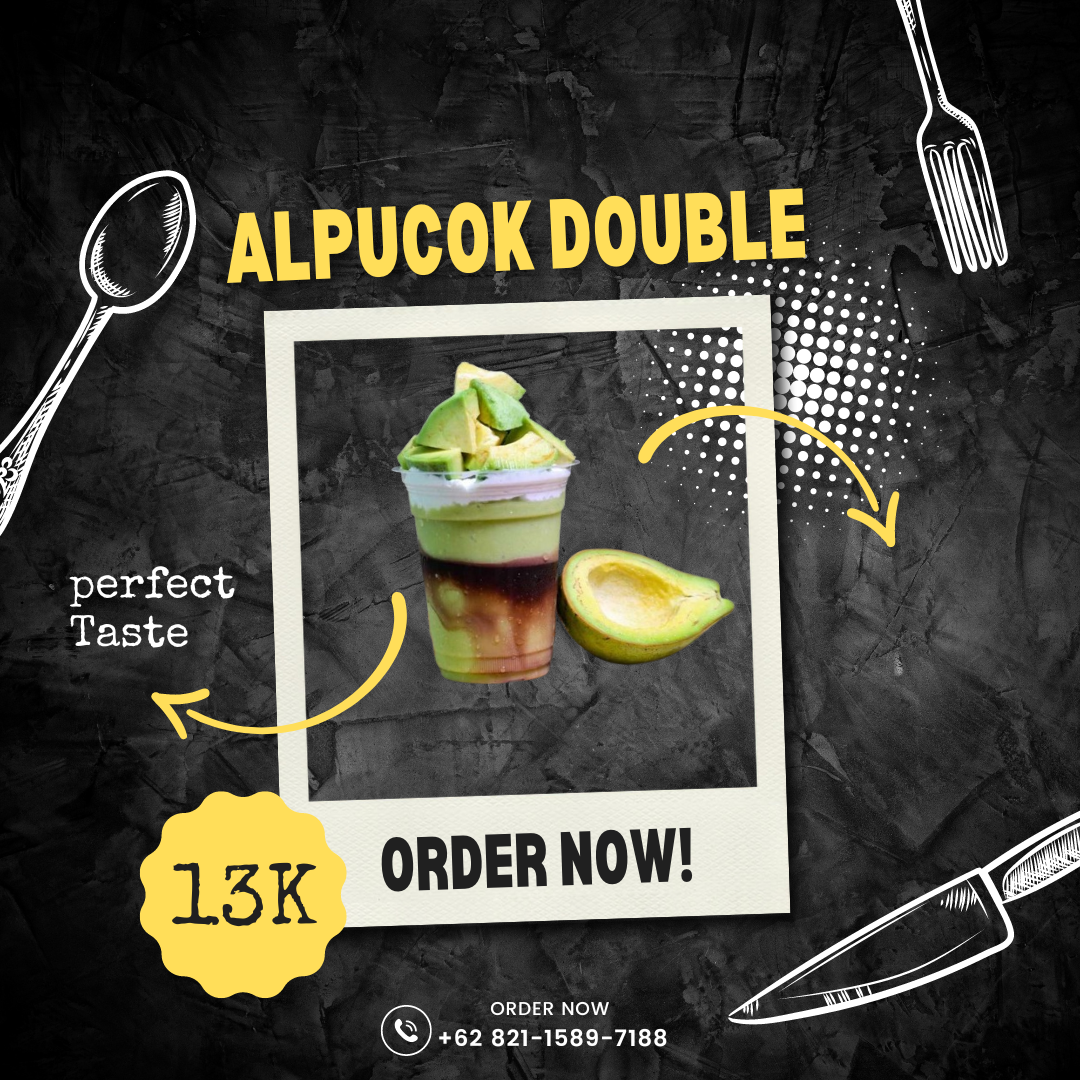 ALPUCOK DOUBLE
perfect
Taste
ORDER NOW!
13K
ORDER NOW
+62 821-1589-7188